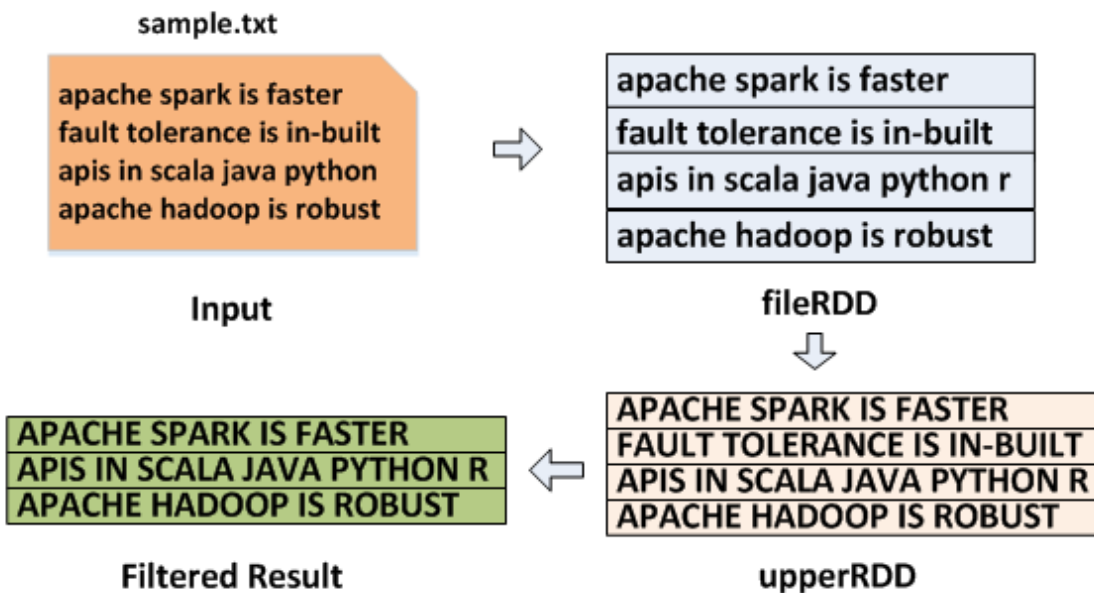 sample.txt
apache spark is faster
fault tolerance is in-built
apis in scala java python
apache hadoop is robust
Input
apache spark is faster
fault tolerance is in-built
apis in scala java python r
apache hadoop is robust
fileRDD
APACHE SPARK IS FASTER
FAULT TOLERANCE IS IN-BUILT
APIS IN SCALA JAVA PYTHON R
APACHE HADOOP IS ROBUST
upperRDD
APACHE SPARK IS FASTER
APIS IN SCALA JAVA PYTHON R
APACHE HADOOP IS ROBUST
Filtered Result